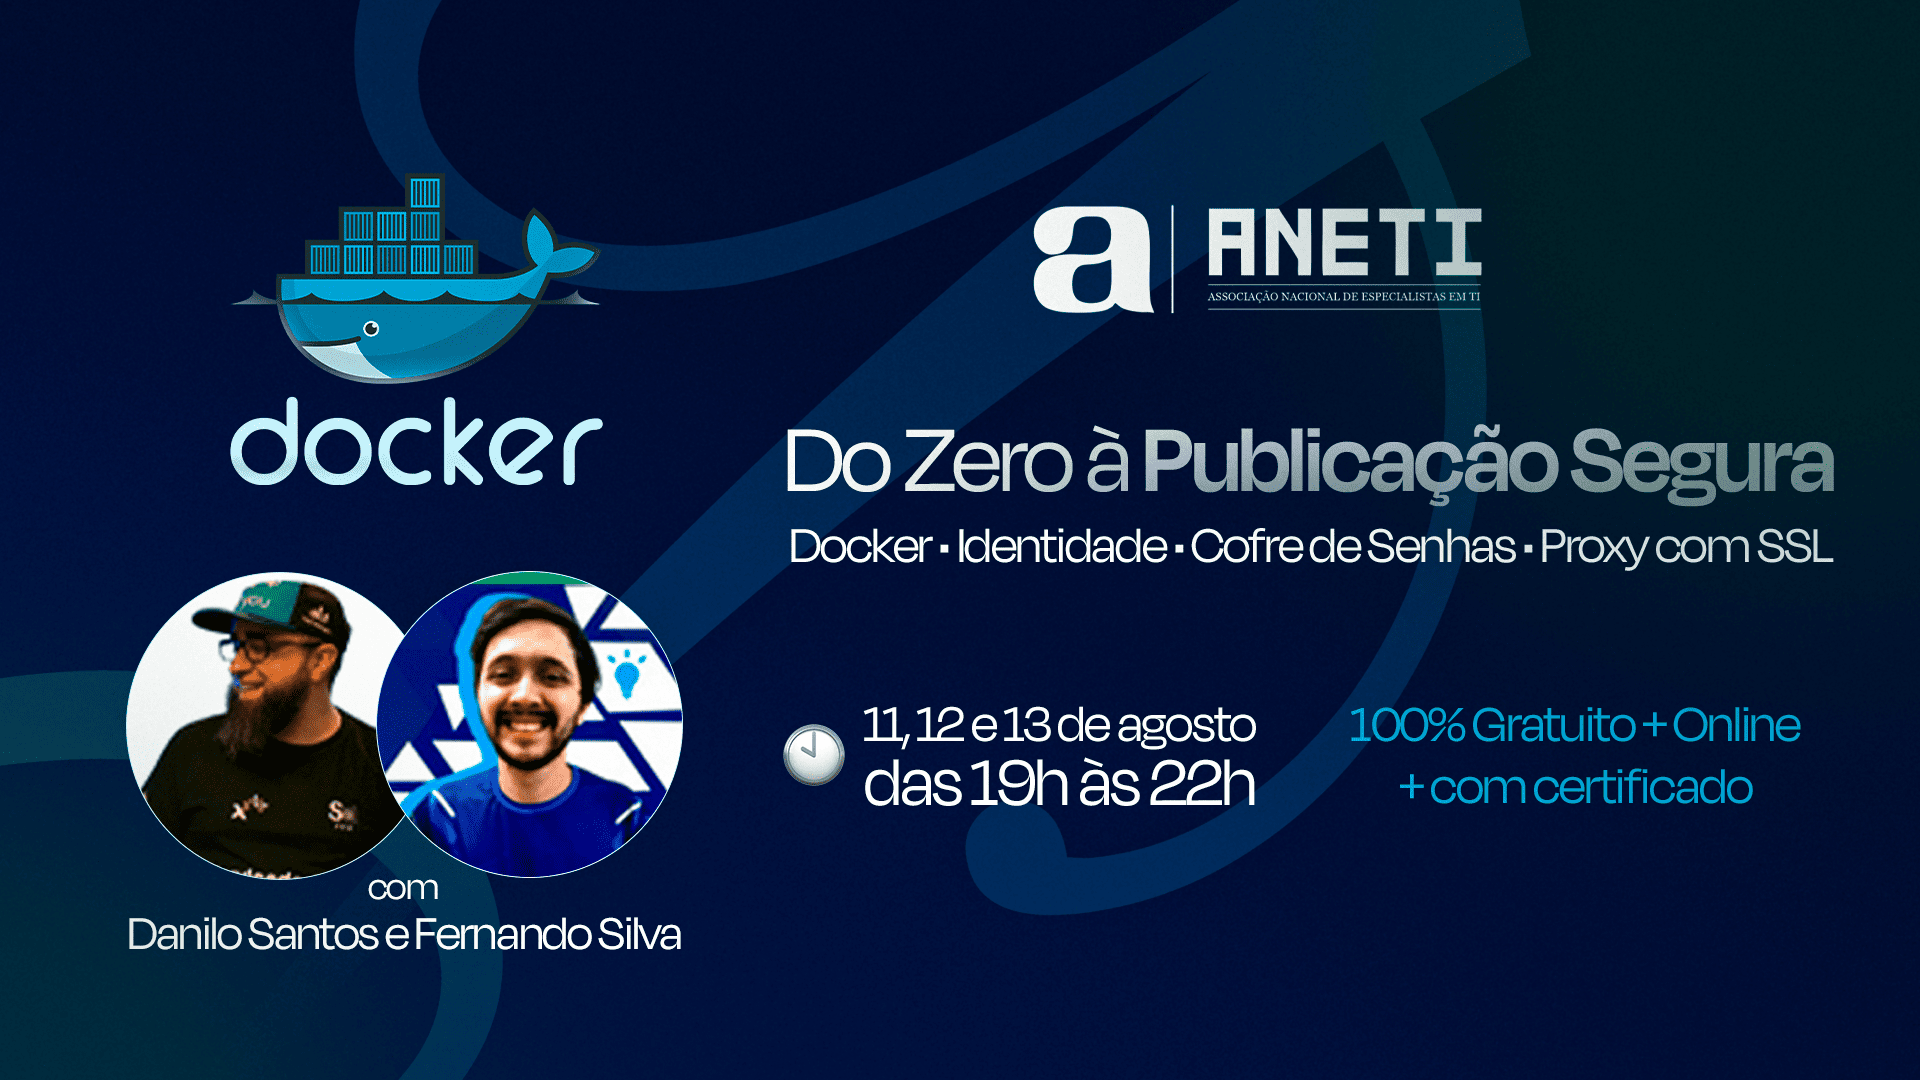 docker
a
ANETI
ASSOCIAÇÃO NACIONAL DE ESPECIALISTAS EM TI
Do Zero à Publicação Segura
Docker · Identidade · Cofre de Senhas · Proxy com SSL
you
11, 12 e 13 de agosto
das 19h às 22h
100% Gratuito + Online
+ com certificado
com
Danilo Santos e Fernando Silva